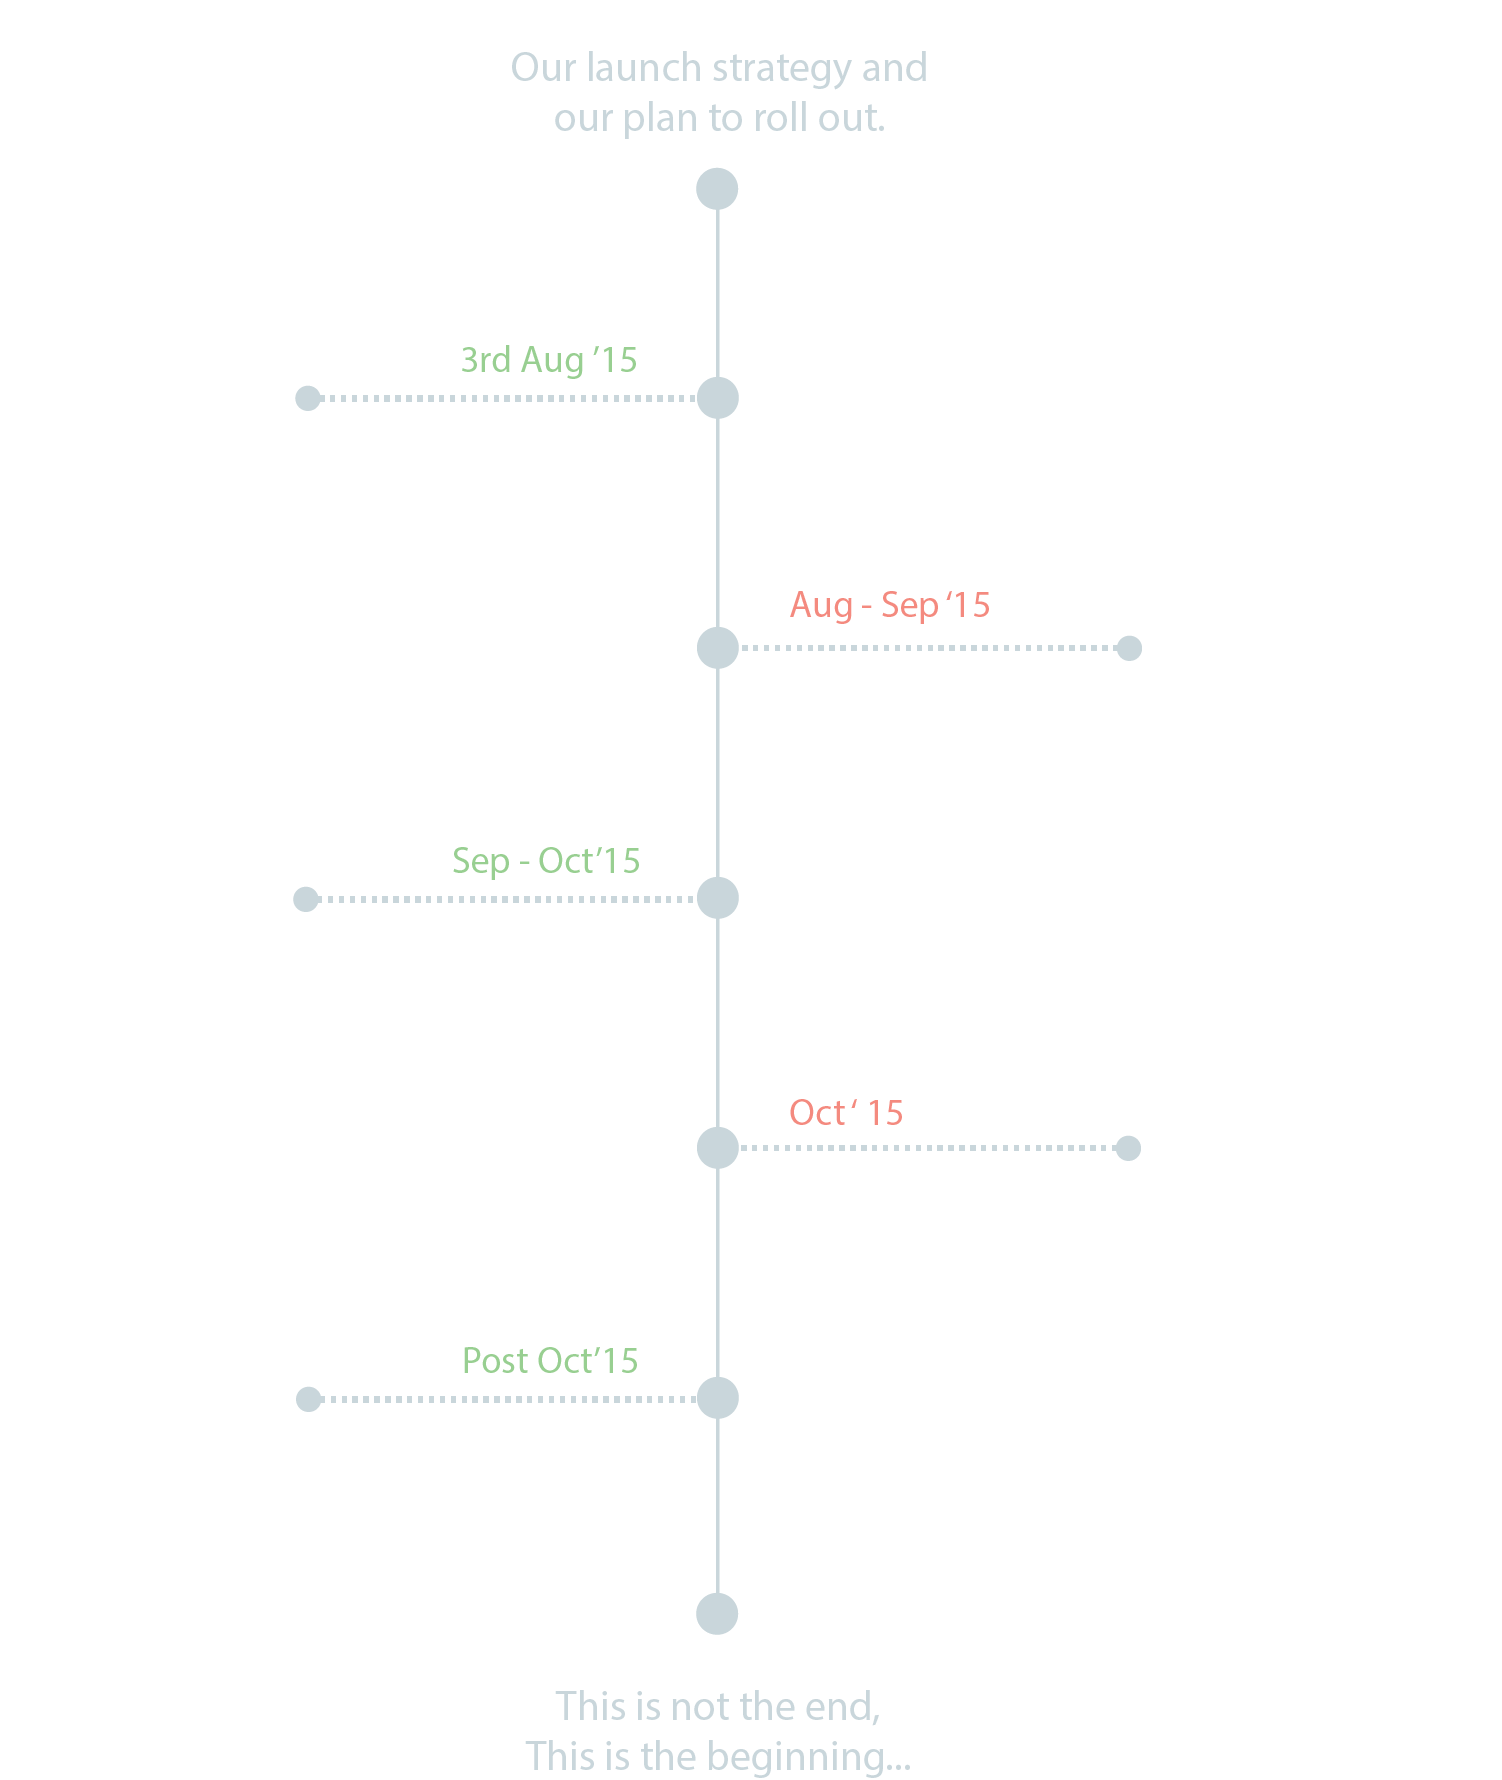 Our launch strategy and
our plan to roll out.
3rd Aug ’15
Aug - Sep ‘15
Sep - Oct’15
Oct ‘ 15
Post Oct’15
This is not the end,
This is the beginning...